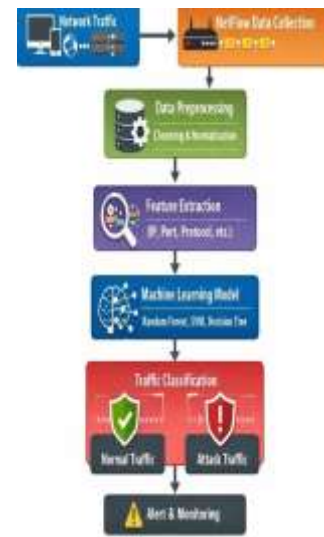 Network Traffic
NetFlow Data Collection
Data Preprocessing
Cleaning & Normalization
Feature Extraction
(IP, Port, Protocol, etc.)
Machine Learning Model
Random Forest, SVM, Decision Tree
Traffic Classification
Normal Traffic
Attack Traffic
Alert & Monitoring